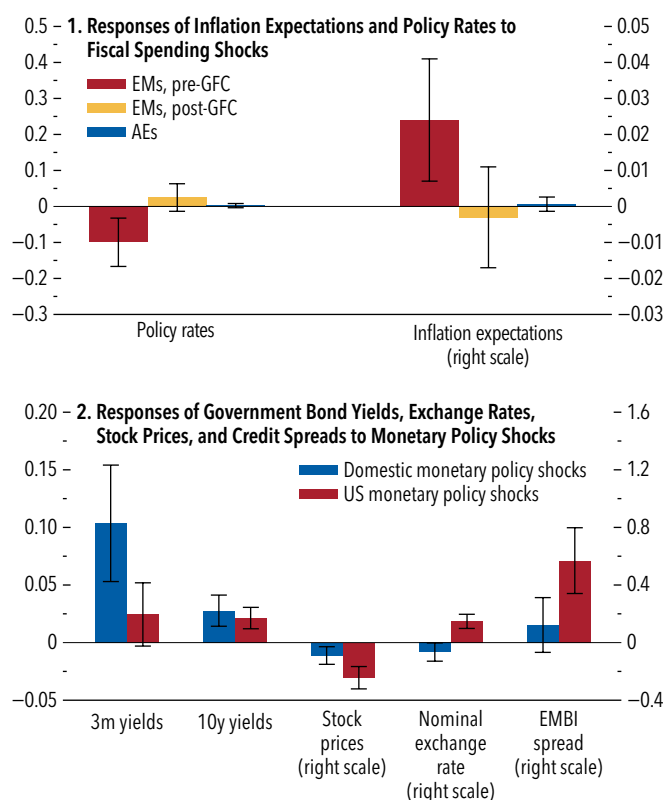 1. Responses of Inflation Expectations and Policy Rates to
Fiscal Spending Shocks
EMs, pre-GFC
EMs, post-GFC
AEs
0.5
0.4
0.3
0.2
0.1
0
−0.1
−0.2
−0.3
0.05
0.04
0.03
0.02
0.01
0
−0.01
−0.02
−0.03
Policy rates
Inflation expectations
(right scale)
2. Responses of Government Bond Yields, Exchange Rates,
Stock Prices, and Credit Spreads to Monetary Policy Shocks
Domestic monetary policy shocks
US monetary policy shocks
0.20
0.15
0.10
0.05
0
−0.05
1.6
1.2
0.8
0.4
0
−0.4
3m yields
10y yields
Stock
prices
(right scale)
Nominal
exchange
rate
(right scale)
EMBI
spread
(right scale)